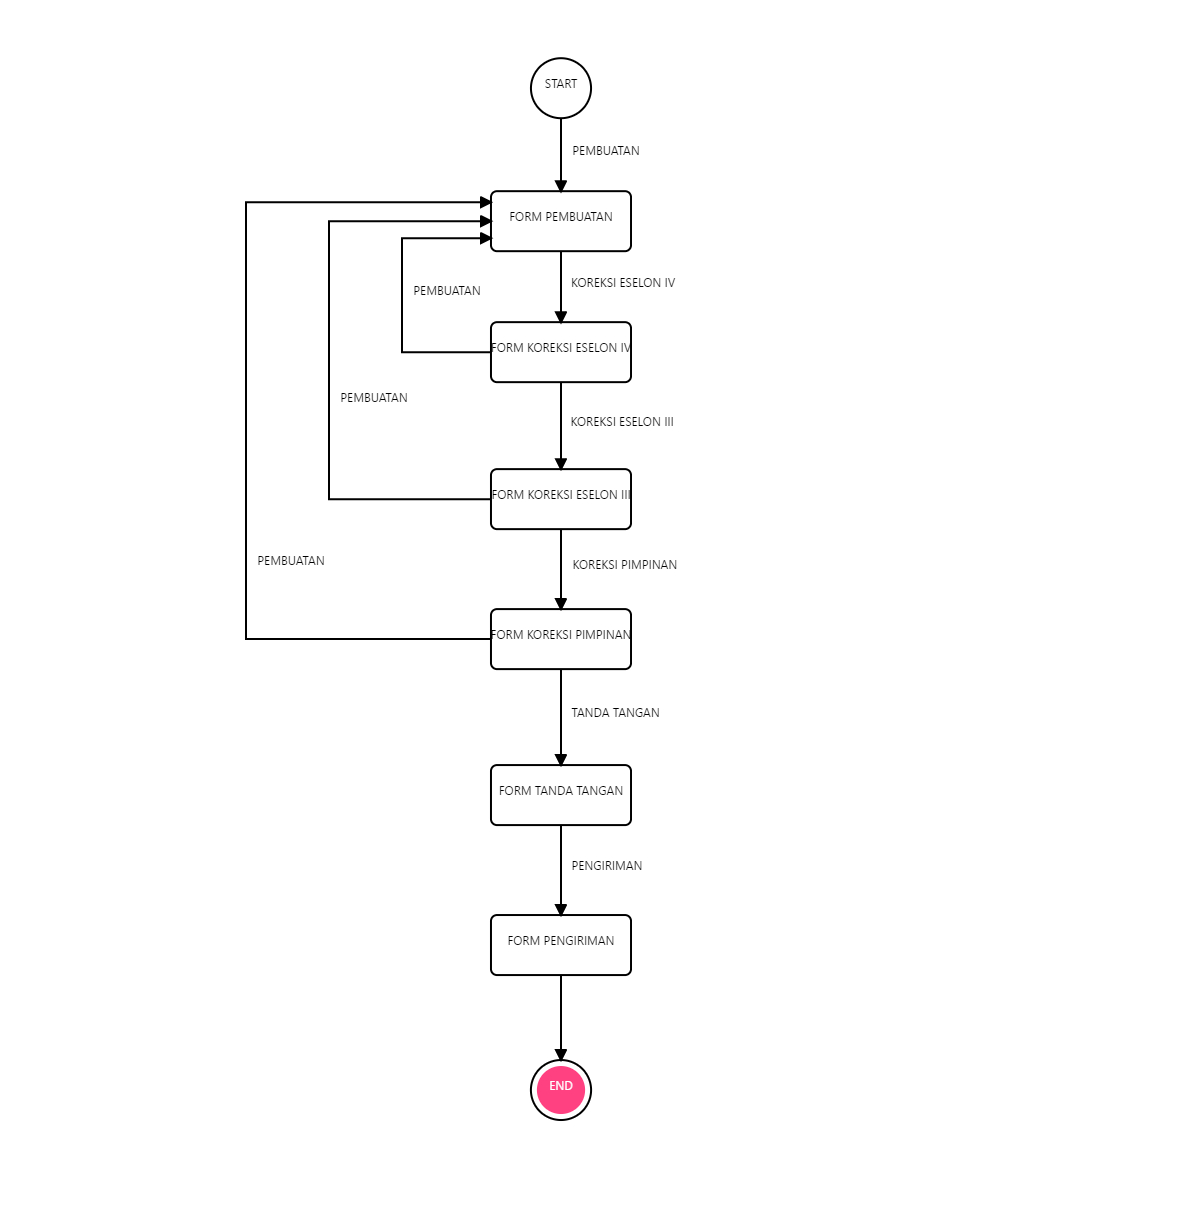 START
PEMBUATAN
FORM PEMBUATAN
KOREKSI ESELON IV
PEMBUATAN
FORM KOREKSI ESELON IV
PEMBUATAN
KOREKSI ESELON III
FORM KOREKSI ESELON III
PEMBUATAN
KOREKSI PIMPINAN
FORM KOREKSI PIMPINAN
TANDA TANGAN
FORM TANDA TANGAN
PENGIRIMAN
FORM PENGIRIMAN
END